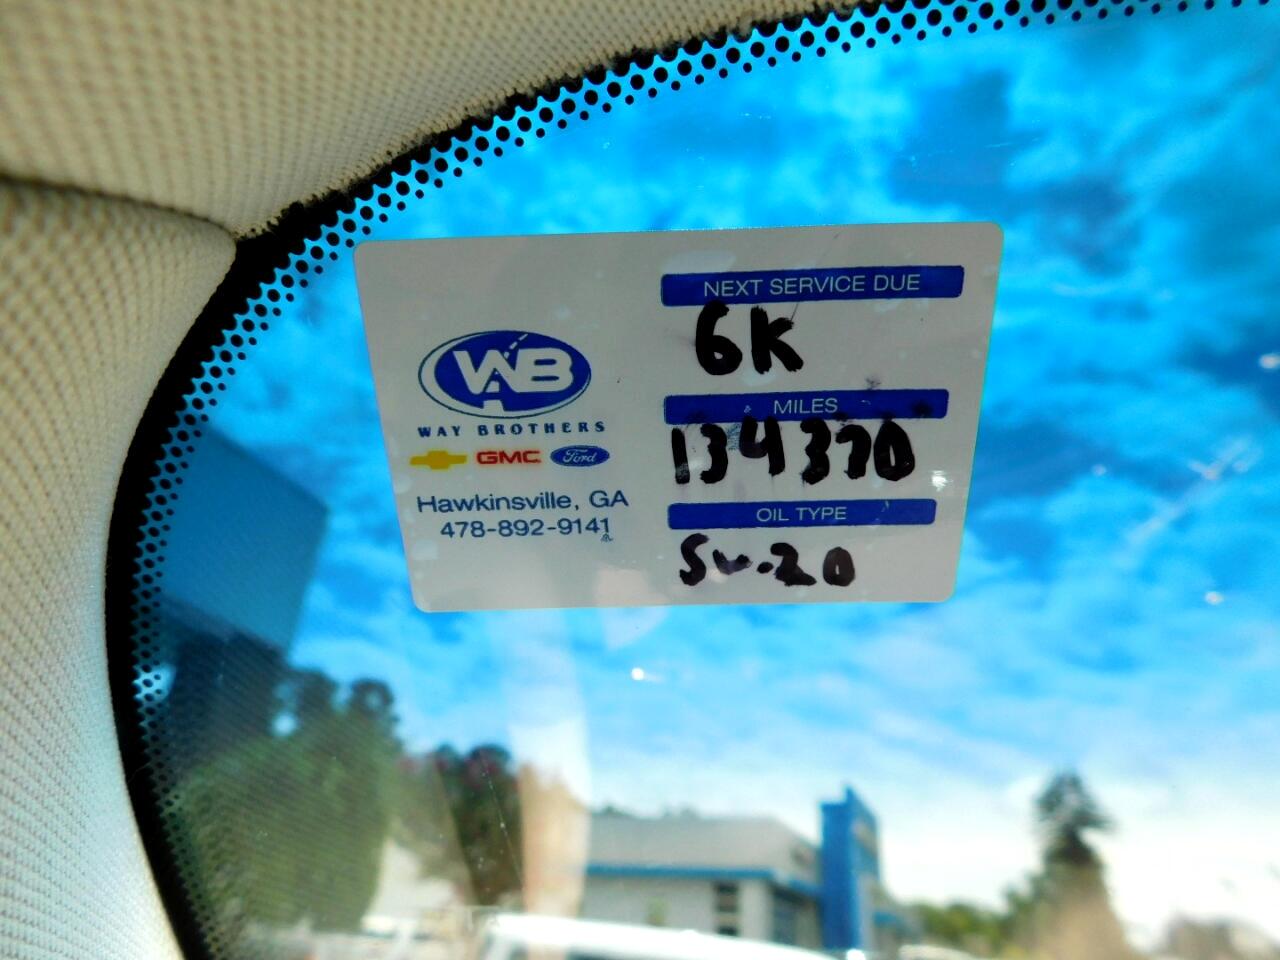 WAB
WAY BROTHERS
GMC Ford
Hawkinsville, GA
478-892-9141
NEXT SERVICE DUE
6K
MILES
134370
OIL TYPE
5W-20